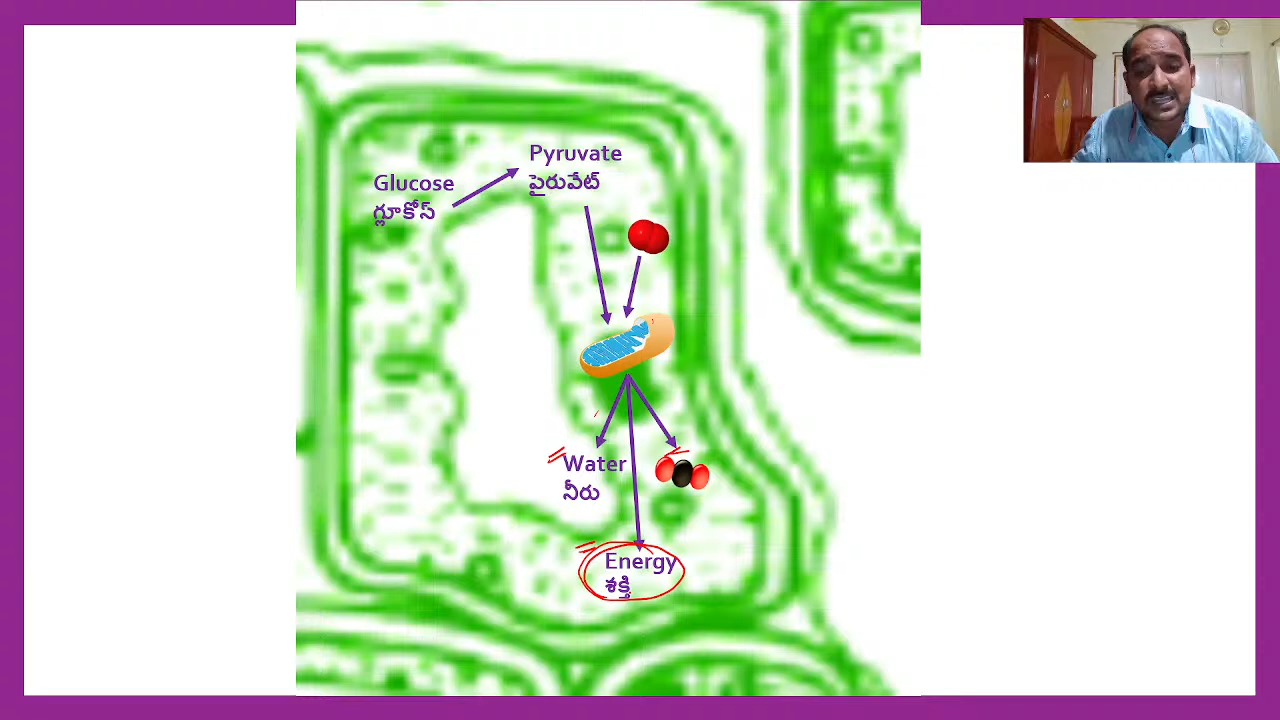 Pyruvate
పైరువేట్
Glucose
గ్లూకోస్
Water
నీరు
Energy
శక్తి